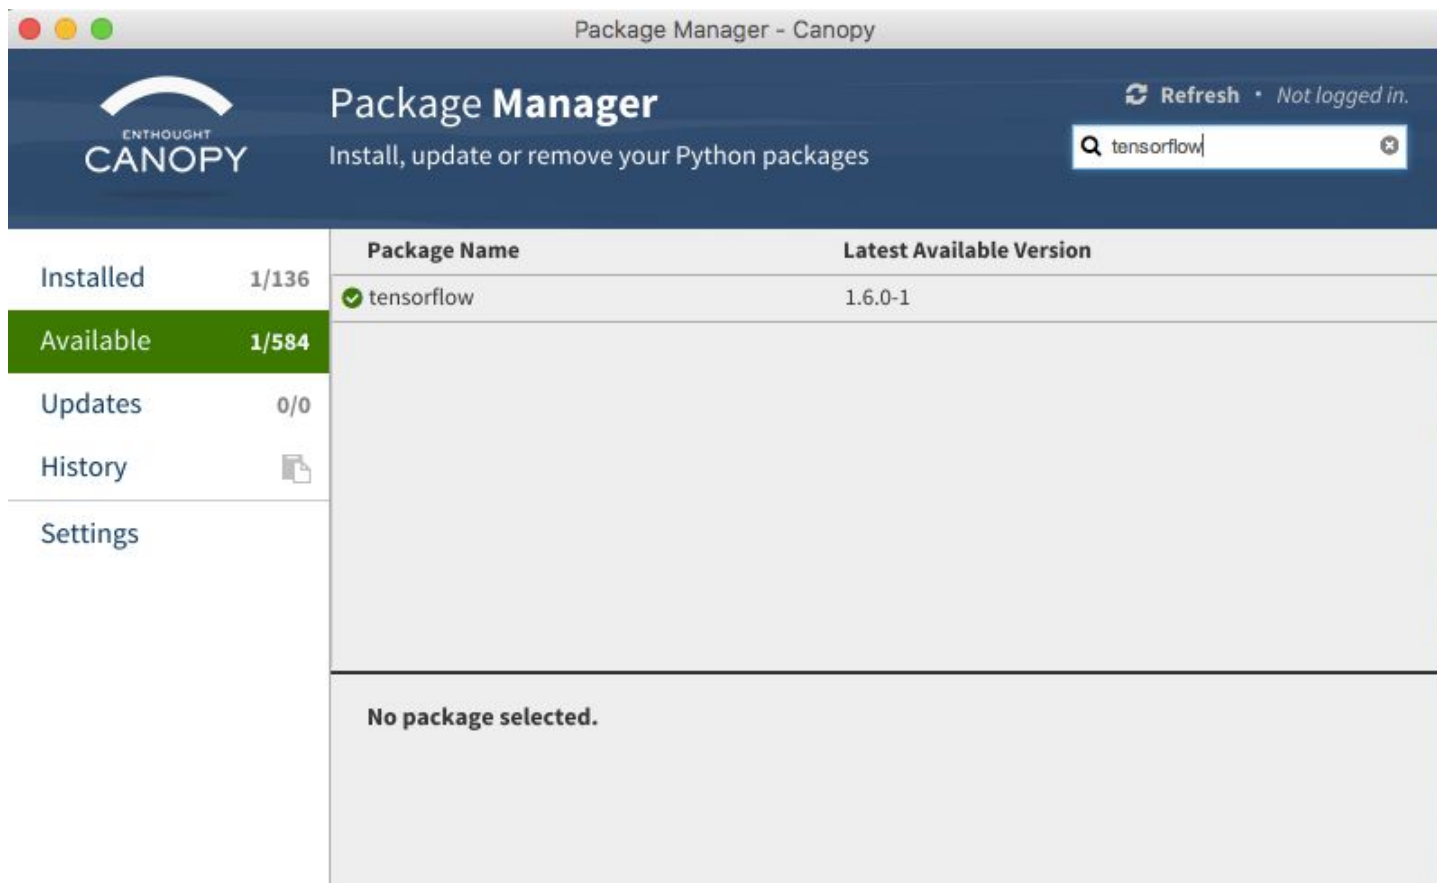 Package Manager - Canopy
ENTHOUGHT
CANOPY
Package Manager
Install, update or remove your Python packages
Refresh · Not logged in.
tensorflow
Installed 1/136
Available 1/584
Updates 0/0
History
Settings
Package Name Latest Available Version
tensorflow 1.6.0-1
No package selected.